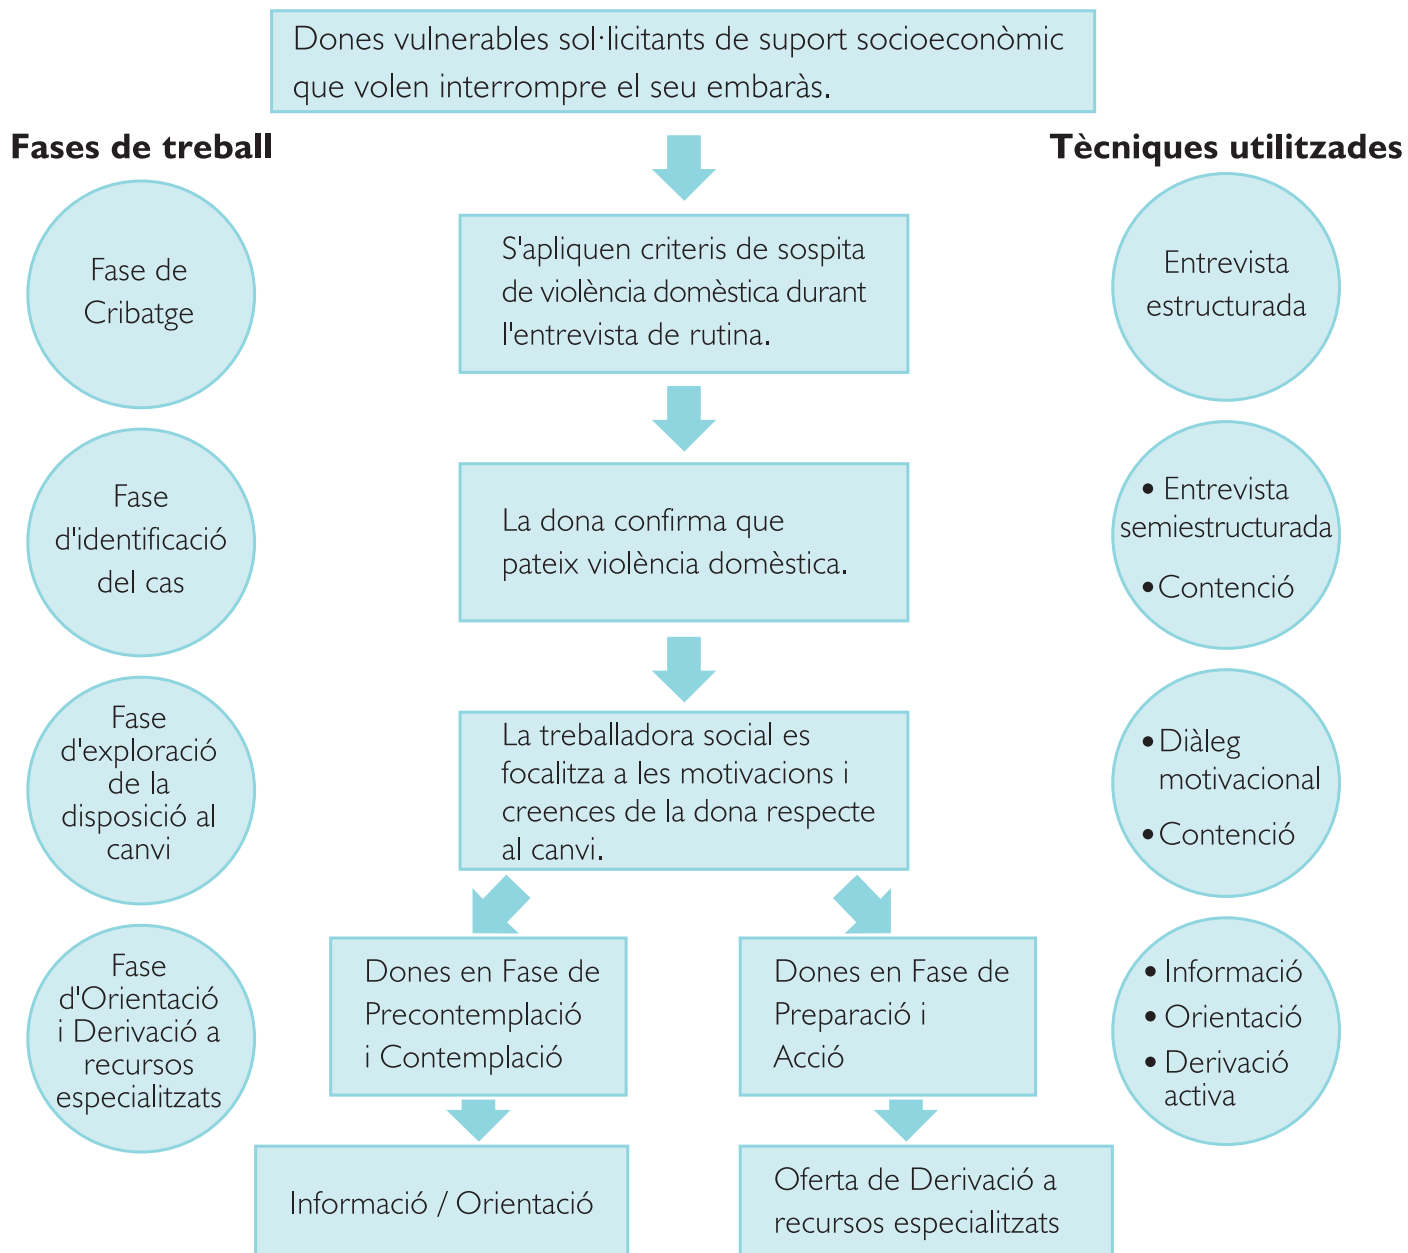 Dones vulnerables sol·licitants de suport socioeconòmic
que volen interrompre el seu embaràs.
Fases de treball
Tècniques utilitzades
Fase de
Cribatge
S'apliquen criteris de sospita
de violència domèstica durant
l'entrevista de rutina.
Entrevista
estructurada
Fase
d'identificació
del cas
La dona confirma que
pateix violència domèstica.
• Entrevista
semiestructurada
• Contenció
Fase
d'exploració
de la
disposició al
canvi
La treballadora social es
focalitza a les motivacions i
creences de la dona respecte
al canvi.
• Diàleg
motivacional
• Contenció
Fase
d'Orientació
i Derivació a
recursos
especialitzats
Dones en Fase de
Precontemplació
i Contemplació
Dones en Fase de
Preparació i
Acció
• Informació
• Orientació
• Derivació
activa
Informació / Orientació
Oferta de Derivació a
recursos especialitzats